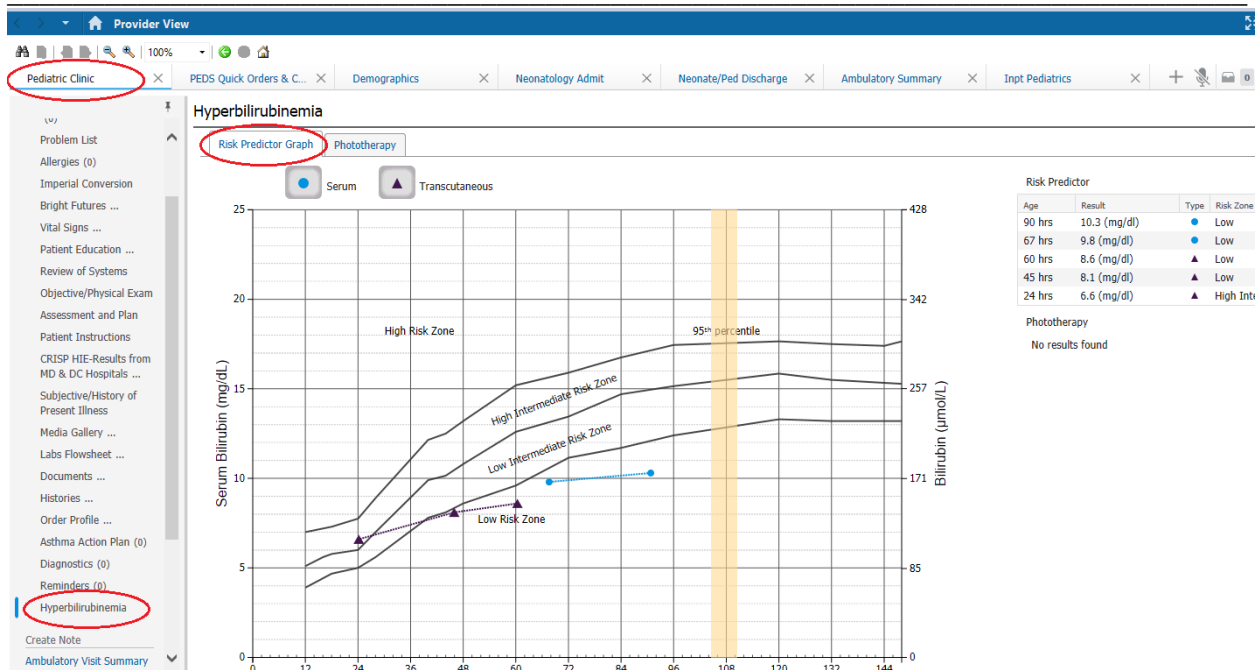 Provider View
100%
Pediatric Clinic
PEDS Quick Orders & C...
Demographics
Neonatology Admit
Neonate/Ped Discharge
Ambulatory Summary
Inpt Pediatrics
0
(0)
Problem List
Allergies (0)
Imperial Conversion
Bright Futures ...
Vital Signs ...
Patient Education ...
Review of Systems
Objective/Physical Exam
Assessment and Plan
Patient Instructions
CRISP HIE-Results from
MD & DC Hospitals ...
Subjective/History of
Present Illness
Media Gallery ...
Labs Flowsheet ...
Documents ...
Histories ...
Order Profile ...
Asthma Action Plan (0)
Diagnostics (0)
Reminders (0)
Hyperbilirubinemia
Create Note
Ambulatory Visit Summary
Hyperbilirubinemia
Risk Predictor Graph
Phototherapy
Serum
Transcutaneous
25
20
15
10
5
0
Serum Bilirubin (mg/dL)
High Risk Zone
95th percentile
High Intermediate Risk Zone
Low Intermediate Risk Zone
Low Risk Zone
428
342
257
171
85
0
Bilirubin (µmol/L)
0 12 24 36 48 60 72 84 96 108 120 132 144
Risk Predictor
Age Result Type Risk Zone
90 hrs 10.3 (mg/dl) Low
67 hrs 9.8 (mg/dl) Low
60 hrs 8.6 (mg/dl) Low
45 hrs 8.1 (mg/dl) Low
24 hrs 6.6 (mg/dl) High Inte
Phototherapy
No results found